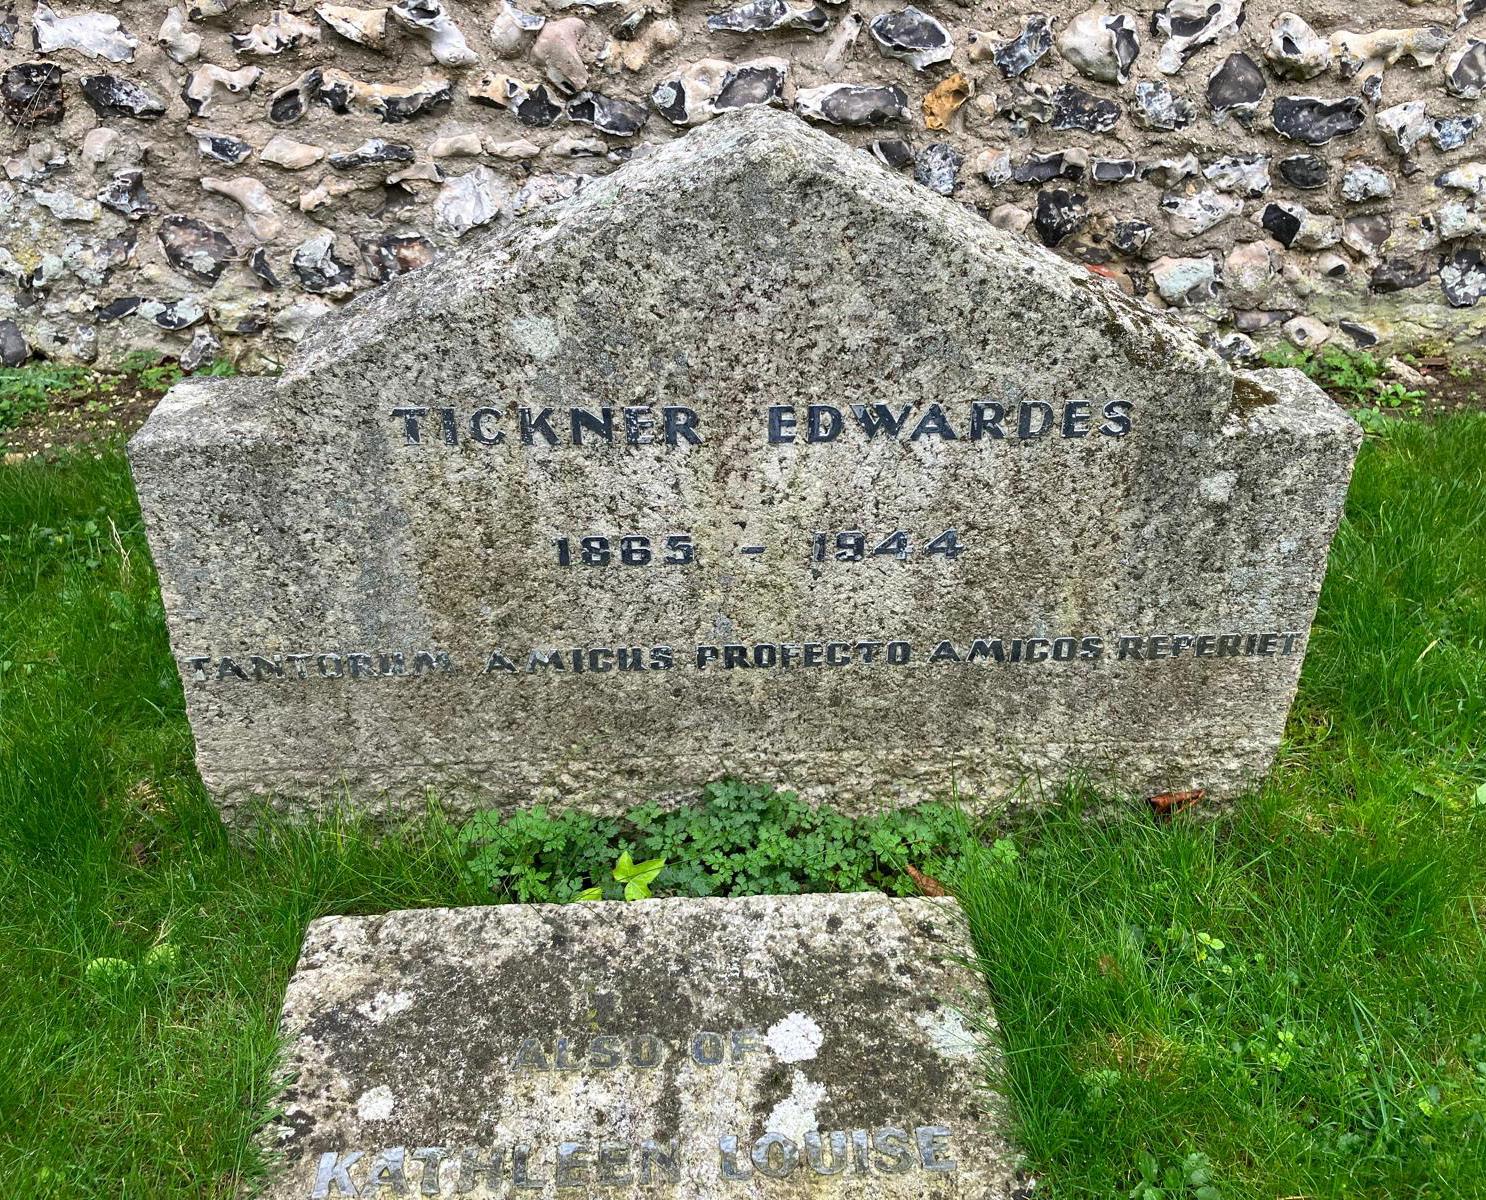 TICKNER EDWARDES
1865 - 1944
TANTORUM AMICUS PROFECTO AMICOS REPERIET
ALSO OF
KATHLEEN LOUISE